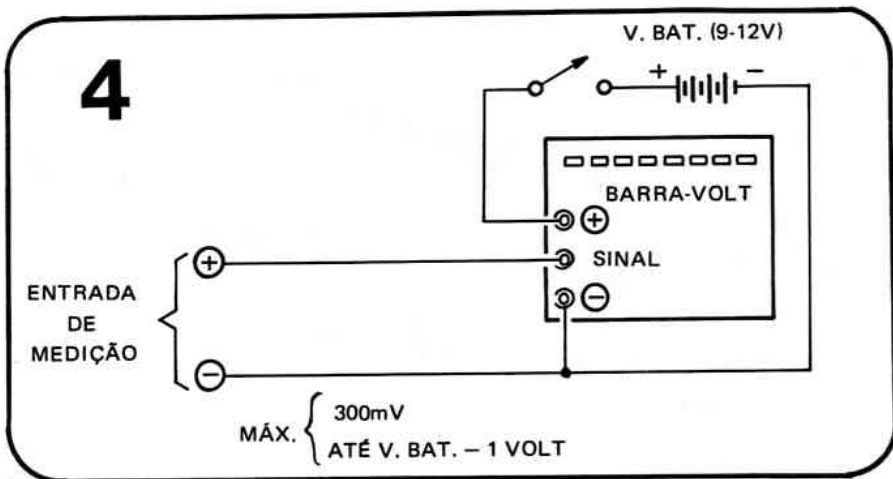 4
V. BAT. (9-12V)
+ −
BARRA-VOLT
+
SINAL
−
+
ENTRADA
DE
MEDIÇÃO
−
MÁX.
300mV
ATÉ V. BAT. – 1 VOLT